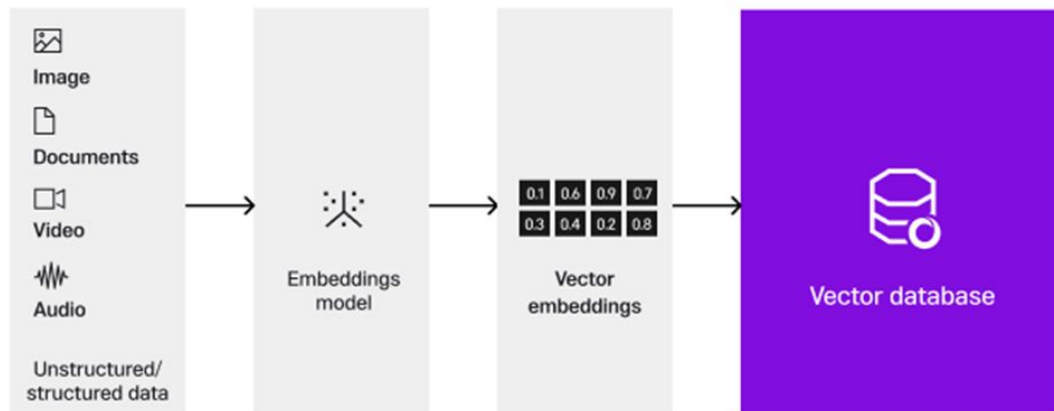 Image
Documents
Video
Audio
Unstructured/
structured data
Embeddings
model
0.1 0.6 0.9 0.7
0.3 0.4 0.2 0.8
Vector
embeddings
Vector database